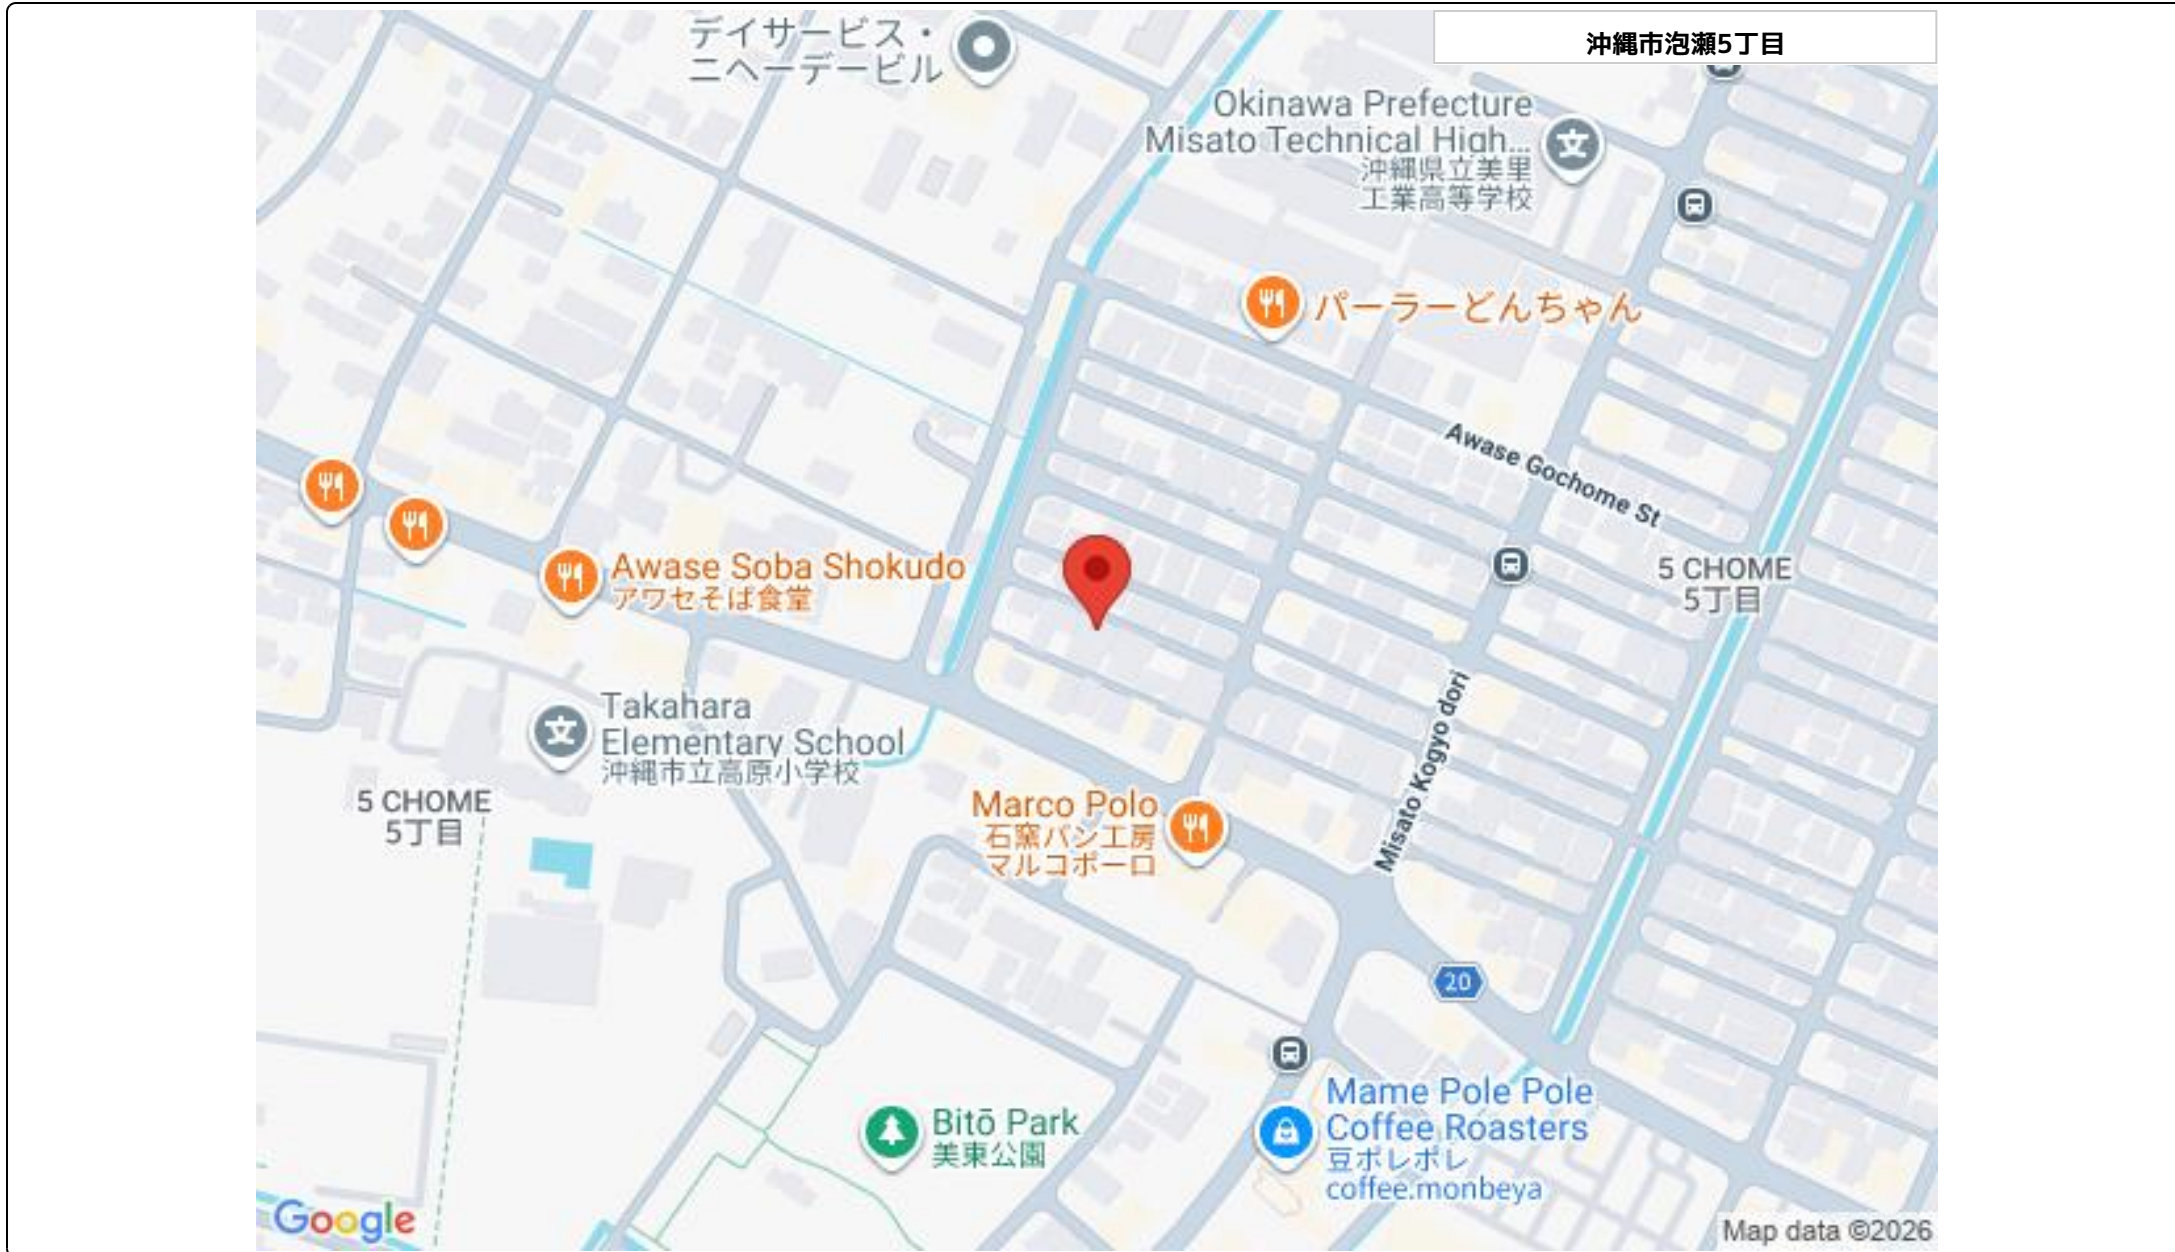 沖縄市泡瀬5丁目
デイサービス・
ニヘーデービル
Okinawa Prefecture
Misato Technical High...
沖縄県立美里
工業高等学校
パーラーどんちゃん
Awase Gochome St
Awase Soba Shokudo
アワセそば食堂
5 CHOME
5丁目
Takahara
Elementary School
沖縄市立高原小学校
Misato Kogyo dori
5 CHOME
5丁目
Marco Polo
石窯パン工房
マルコポーロ
20
Mame Pole Pole
Coffee Roasters
豆ポレポレ
coffee.monbeya
Bitō Park
美東公園
Google
Map data ©2026